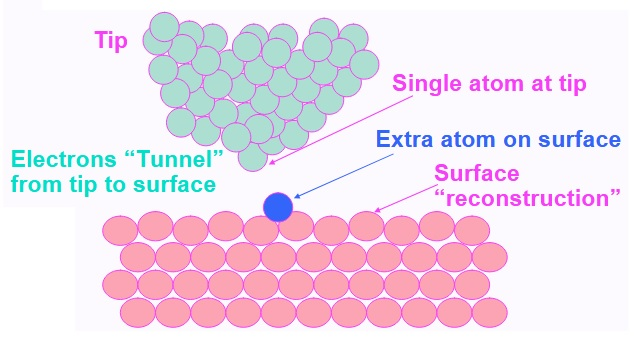 Tip
Single atom at tip
Extra atom on surface
Electrons “Tunnel”
from tip to surface
Surface
“reconstruction”